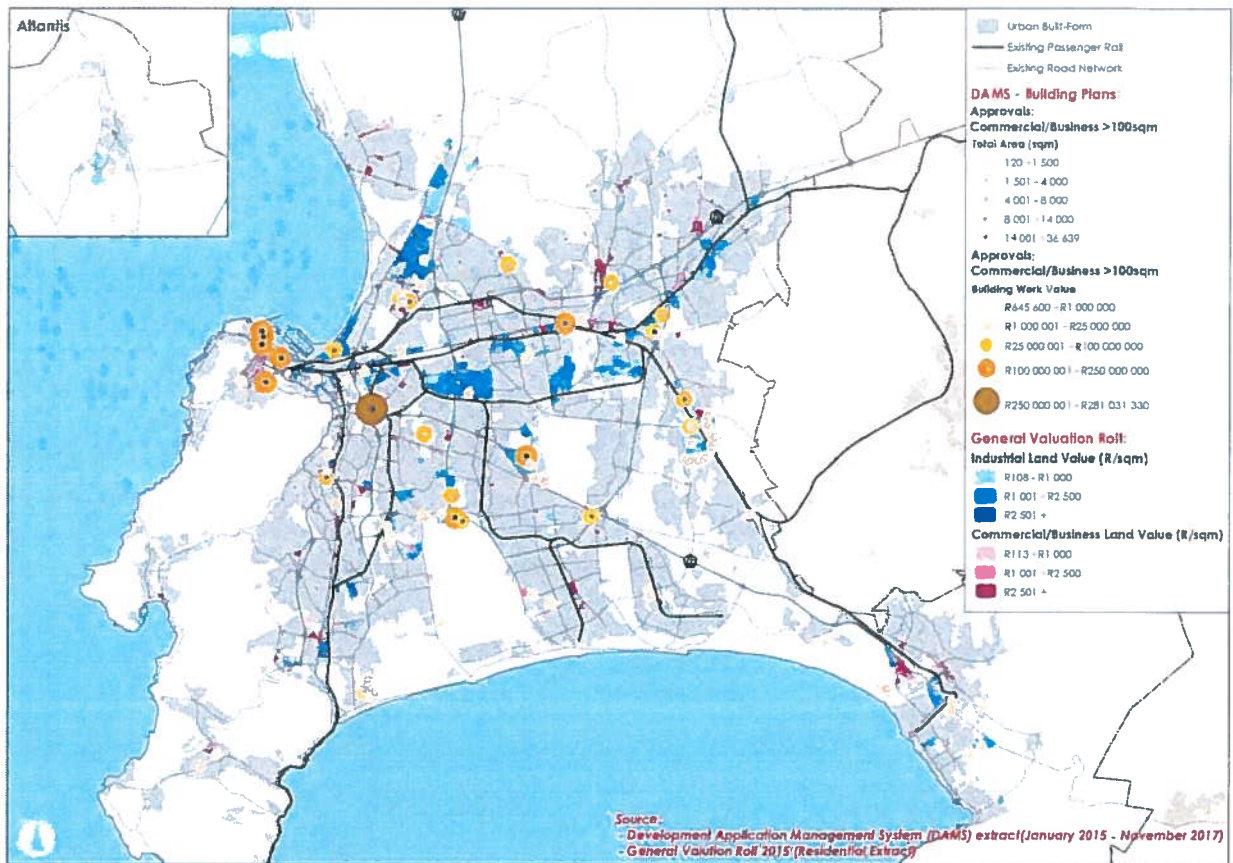 Atlantis
Urban Built-Form
Existing Passenger Rail
Existing Road Network
DAMS - Building Plans:
Approvals:
Commercial/Business >100sqm
Total Area (sqm)
120 - 1 500
1 501 - 4 000
4 001 - 8 000
8 001 - 14 000
14 001 - 36 639
Approvals:
Commercial/Business >100sqm
Building Work Value
R645 600 - R1 000 000
R1 000 001 - R25 000 000
R25 000 001 - R100 000 000
R100 000 001 - R250 000 000
R250 000 001 - R281 031 330
General Valuation Roll:
Industrial Land Value (R/sqm)
R108 - R1 000
R1 001 - R2 500
R2 501 +
Commercial/Business Land Value (R/sqm)
R113 - R1 000
R1 001 - R2 500
R2 501 +
Source:
- Development Application Management System (DAMS) extract(January 2015 - November 2017)
- General Valution Roll 2015 (Residential Extract)